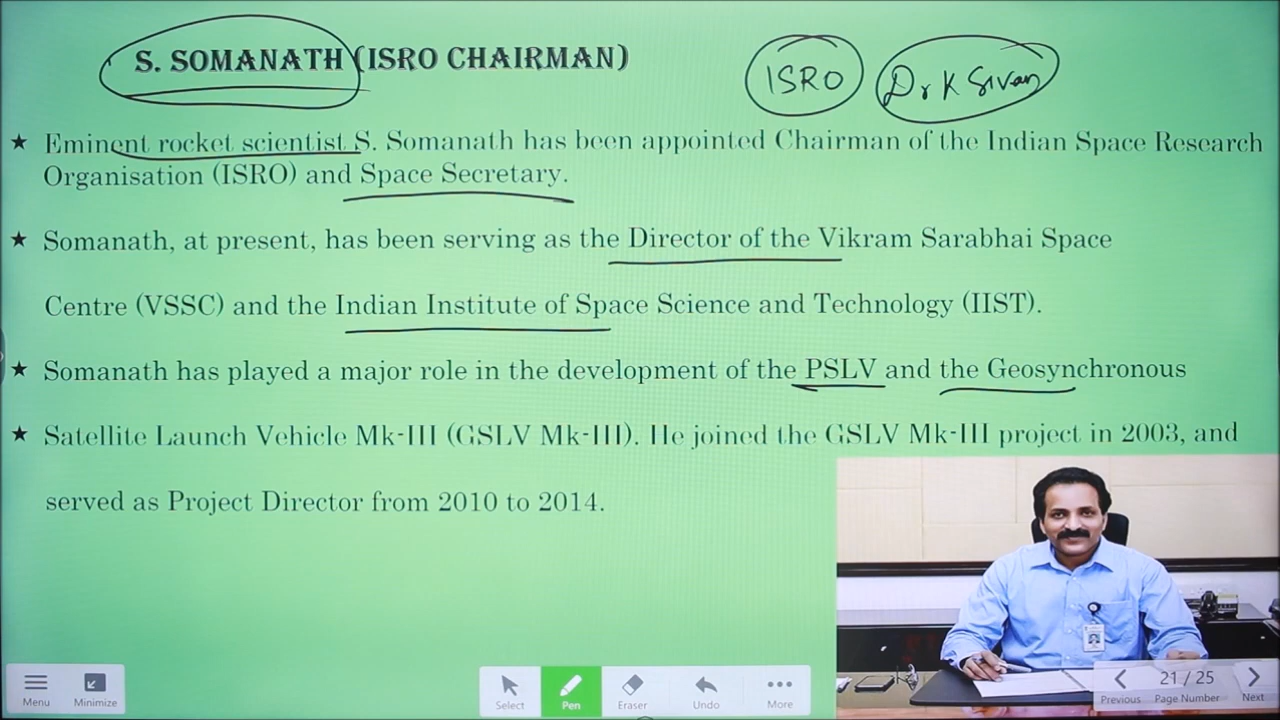 S. SOMANATH (ISRO CHAIRMAN)
ISRO
Dr K Sivan
★ Eminent rocket scientist S. Somanath has been appointed Chairman of the Indian Space Research
Organisation (ISRO) and Space Secretary.
★ Somanath, at present, has been serving as the Director of the Vikram Sarabhai Space
Centre (VSSC) and the Indian Institute of Space Science and Technology (IIST).
★ Somanath has played a major role in the development of the PSLV and the Geosynchronous
★ Satellite Launch Vehicle Mk-III (GSLV Mk-III). He joined the GSLV Mk-III project in 2003, and
served as Project Director from 2010 to 2014.
Menu
Minimize
Select
Pen
Eraser
Undo
More
Previous
21 / 25
Page Number
Next